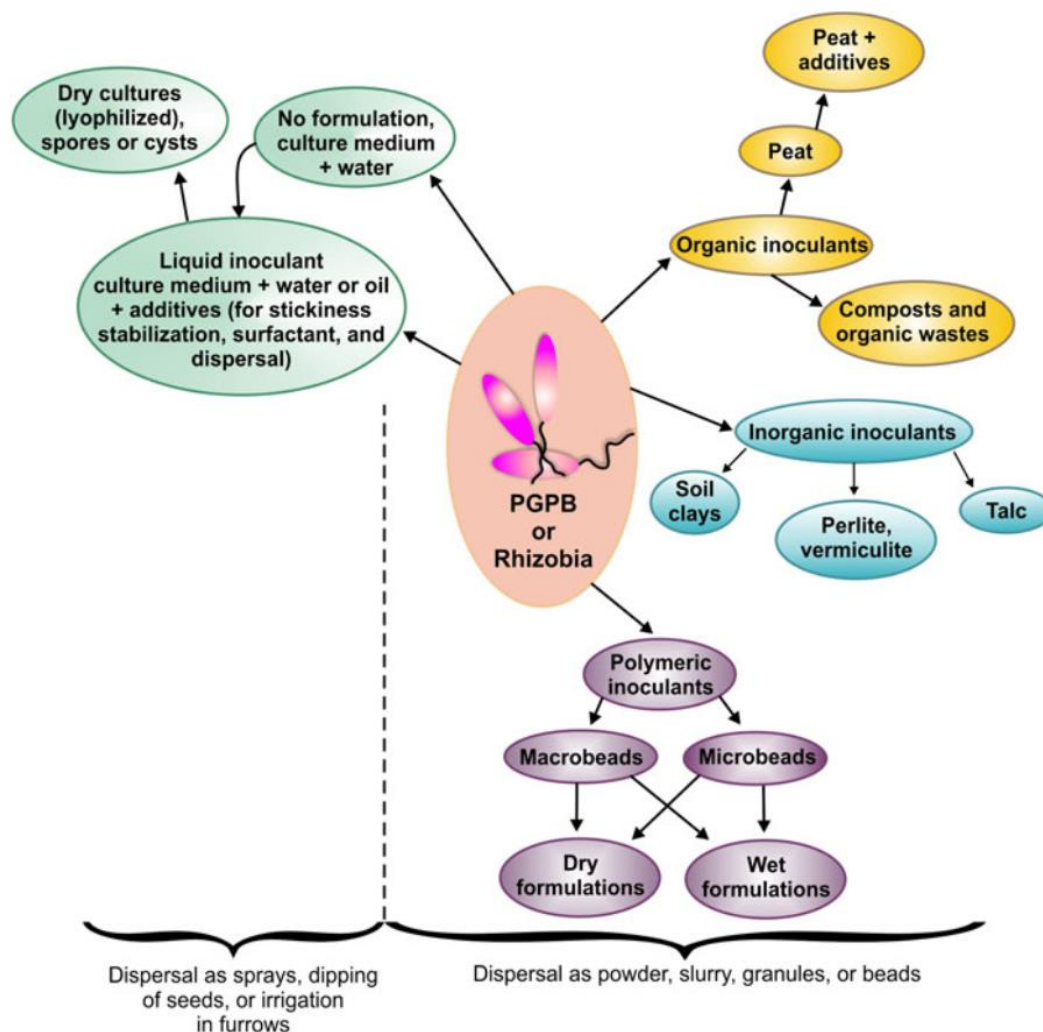 Peat +
additives
Dry cultures
(lyophilized),
spores or cysts
No formulation,
culture medium
+ water
Peat
Liquid inoculant
culture medium + water or oil
+ additives (for stickiness
stabilization, surfactant, and
dispersal)
Organic inoculants
Composts and
organic wastes
PGPB
or
Rhizobia
Inorganic inoculants
Soil
clays
Perlite,
vermiculite
Talc
Polymeric
inoculants
Macrobeads
Microbeads
Dry
formulations
Wet
formulations
Dispersal as sprays, dipping
of seeds, or irrigation
in furrows
Dispersal as powder, slurry, granules, or beads